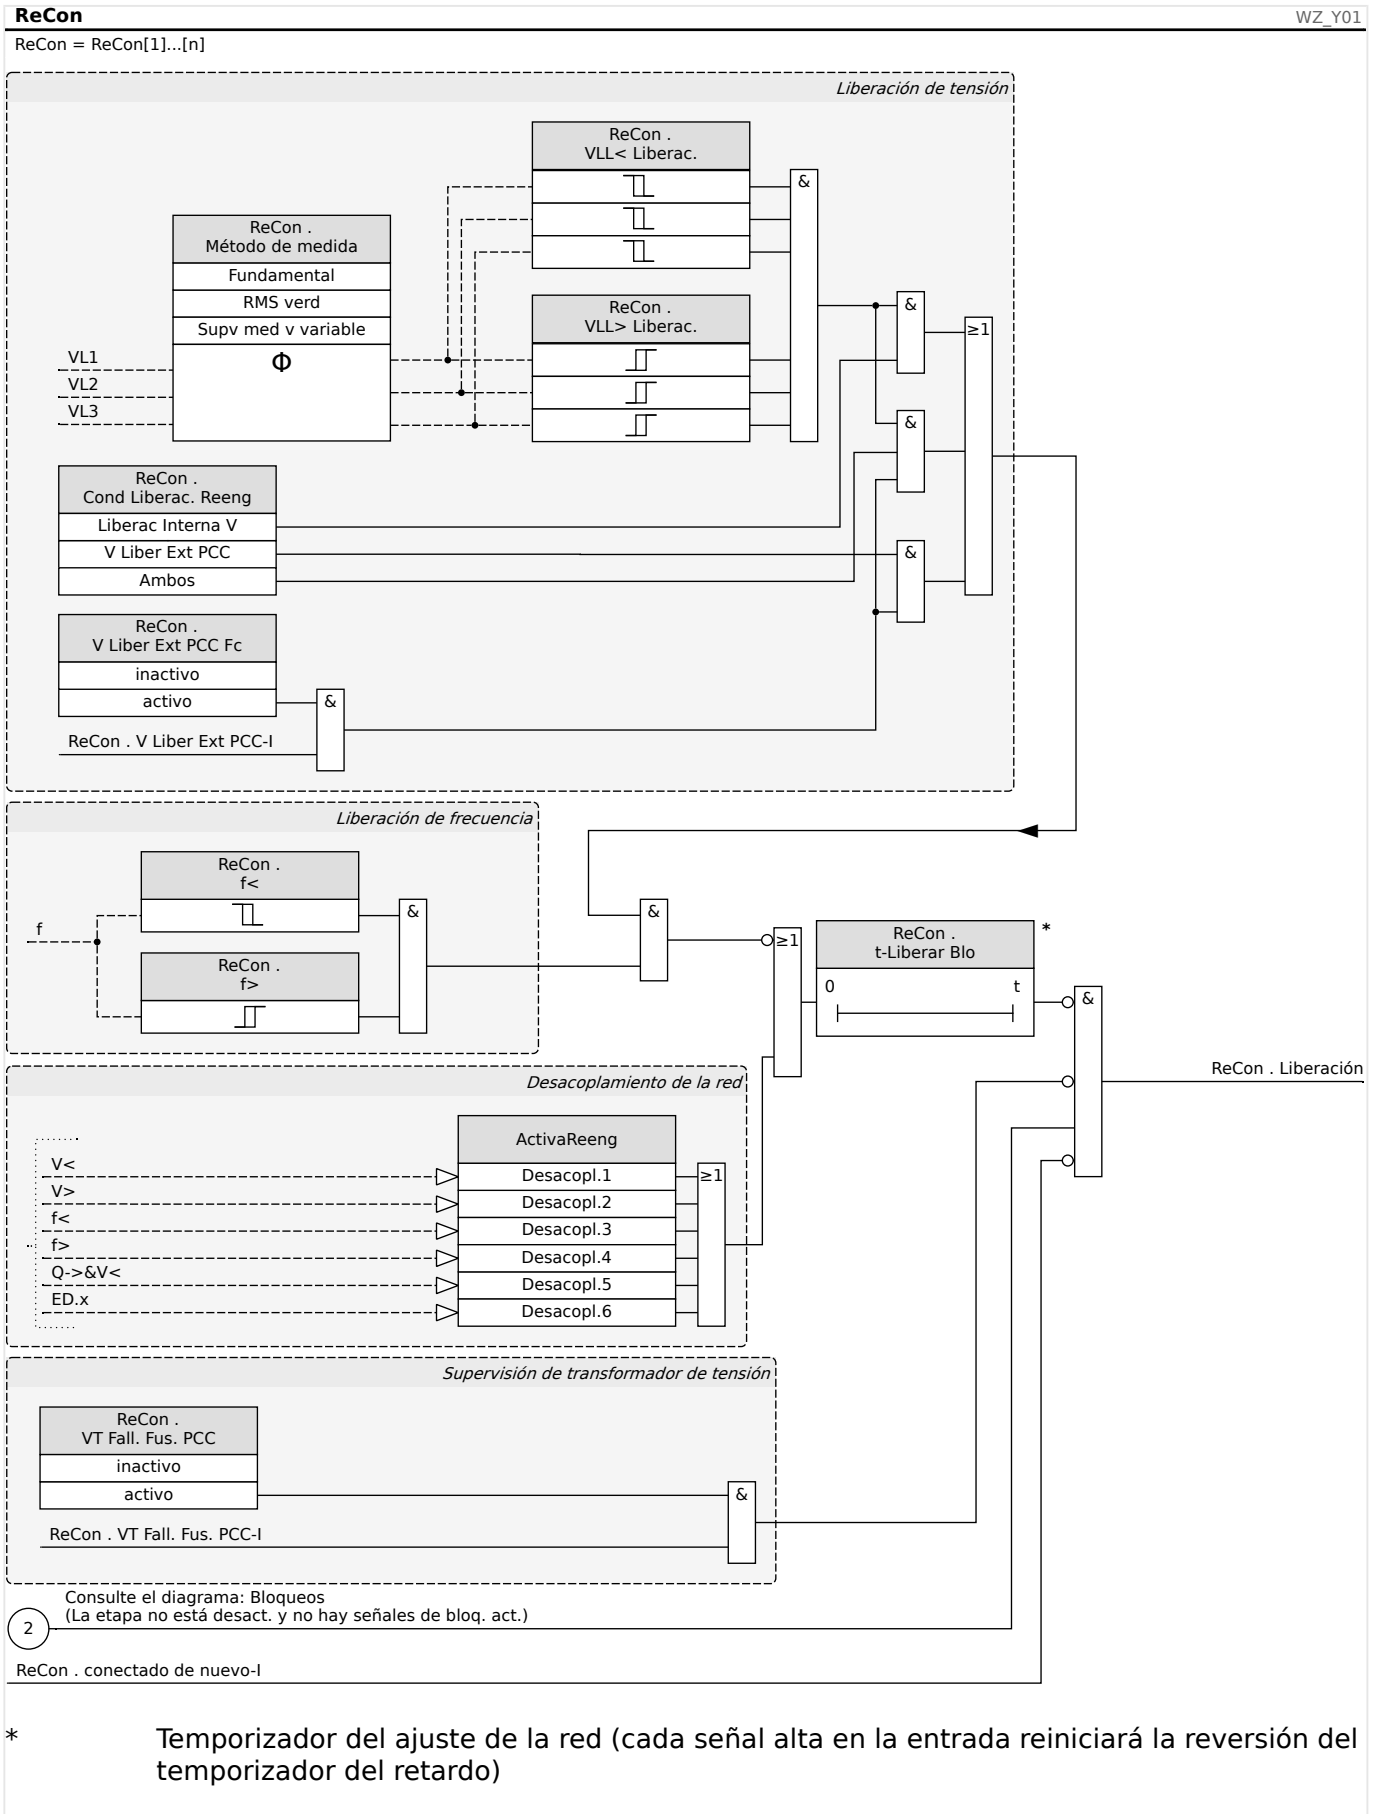 ReCon
WZ_Y01
ReCon = ReCon[1]...[n]
Liberación de tensión
ReCon .
VLL< Liberac.
&
ReCon .
Método de medida
Fundamental
RMS verd
Supv med v variable
Φ
VL1
VL2
VL3
ReCon .
VLL> Liberac.
&
≥1
&
ReCon .
Cond Liberac. Reeng
Liberac Interna V
V Liber Ext PCC
Ambos
&
ReCon .
V Liber Ext PCC Fc
inactivo
activo
&
ReCon . V Liber Ext PCC-I
Liberación de frecuencia
ReCon .
f<
f
ReCon .
f>
&
&
≥1
ReCon .
t-Liberar Blo
*
0
t
&
ReCon . Liberación
Desacoplamiento de la red
ActivaReeng
V<
Desacopl.1
V>
Desacopl.2
f<
Desacopl.3
f>
Desacopl.4
Q->&V<
Desacopl.5
ED.x
Desacopl.6
≥1
Supervisión de transformador de tensión
ReCon .
VT Fall. Fus. PCC
inactivo
activo
&
ReCon . VT Fall. Fus. PCC-I
Consulte el diagrama: Bloqueos
(La etapa no está desact. y no hay señales de bloq. act.)
2
ReCon . conectado de nuevo-I
*
Temporizador del ajuste de la red (cada señal alta en la entrada reiniciará la reversión del
temporizador del retardo)